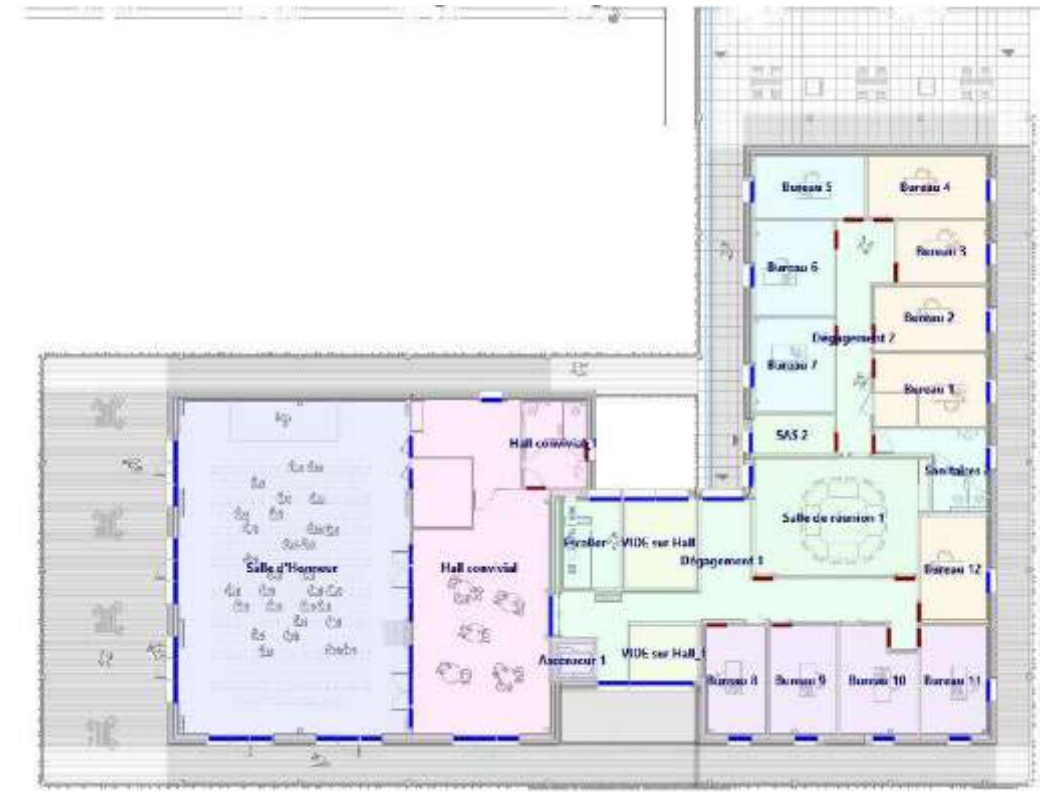 Bureau 5
Bureau 4
Bureau 3
Bureau 6
Bureau 2
Dégagement 2
Bureau 7
Bureau 1
SAS 2
Hall convivial_1
Sanitaires
Salle de réunion 1
Escalier
VIDE sur Hall
Dégagement 1
Salle d'Honneur
Hall convivial
Bureau 12
Ascenseur 1
VIDE sur Hall_1
Bureau 8
Bureau 9
Bureau 10
Bureau 11